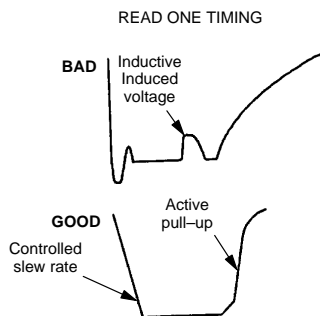 READ ONE TIMING
BAD
Inductive
Induced
voltage
GOOD
Controlled
slew rate
Active
pull–up